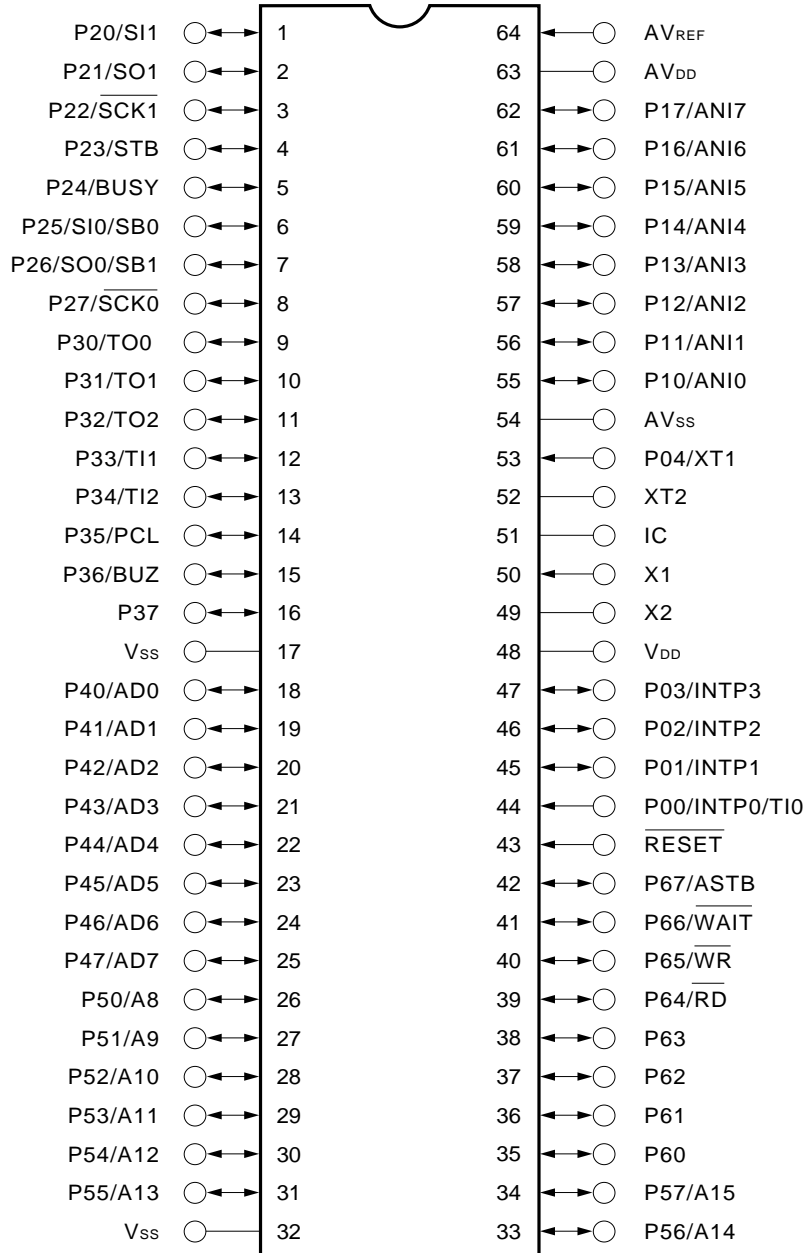 P20/SI1 1 64 AVREF
P21/SO1 2 63 AVDD
P22/SCK1 3 62 P17/ANI7
P23/STB 4 61 P16/ANI6
P24/BUSY 5 60 P15/ANI5
P25/SI0/SB0 6 59 P14/ANI4
P26/SO0/SB1 7 58 P13/ANI3
P27/SCK0 8 57 P12/ANI2
P30/TO0 9 56 P11/ANI1
P31/TO1 10 55 P10/ANI0
P32/TO2 11 54 AVSS
P33/TI1 12 53 P04/XT1
P34/TI2 13 52 XT2
P35/PCL 14 51 IC
P36/BUZ 15 50 X1
P37 16 49 X2
VSS 17 48 VDD
P40/AD0 18 47 P03/INTP3
P41/AD1 19 46 P02/INTP2
P42/AD2 20 45 P01/INTP1
P43/AD3 21 44 P00/INTP0/TI0
P44/AD4 22 43 RESET
P45/AD5 23 42 P67/ASTB
P46/AD6 24 41 P66/WAIT
P47/AD7 25 40 P65/WR
P50/A8 26 39 P64/RD
P51/A9 27 38 P63
P52/A10 28 37 P62
P53/A11 29 36 P61
P54/A12 30 35 P60
P55/A13 31 34 P57/A15
VSS 32 33 P56/A14